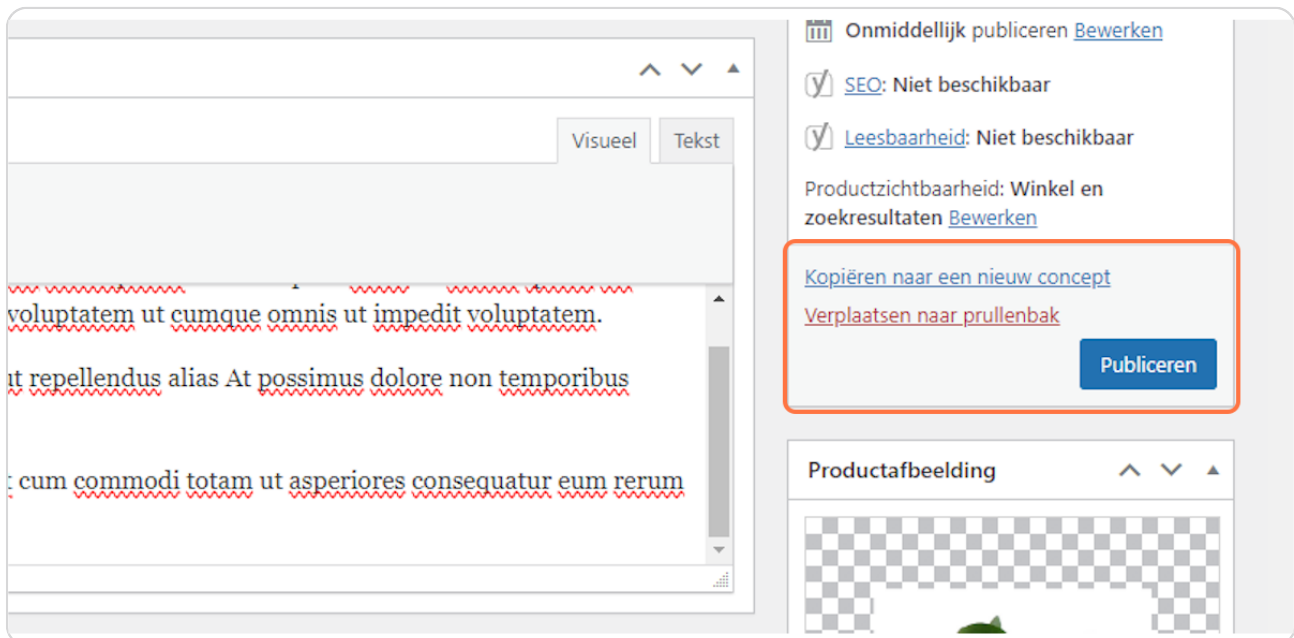 Visueel Tekst
voluptatem ut cumque omnis ut impedit voluptatem.
ut repellendus alias At possimus dolore non temporibus
cum commodi totam ut asperiores consequatur eum rerum
Onmiddellijk publiceren Bewerken
SEO: Niet beschikbaar
Leesbaarheid: Niet beschikbaar
Productzichtbaarheid: Winkel en
zoekresultaten Bewerken
Kopiëren naar een nieuw concept
Verplaatsen naar prullenbak
Publiceren
Productafbeelding